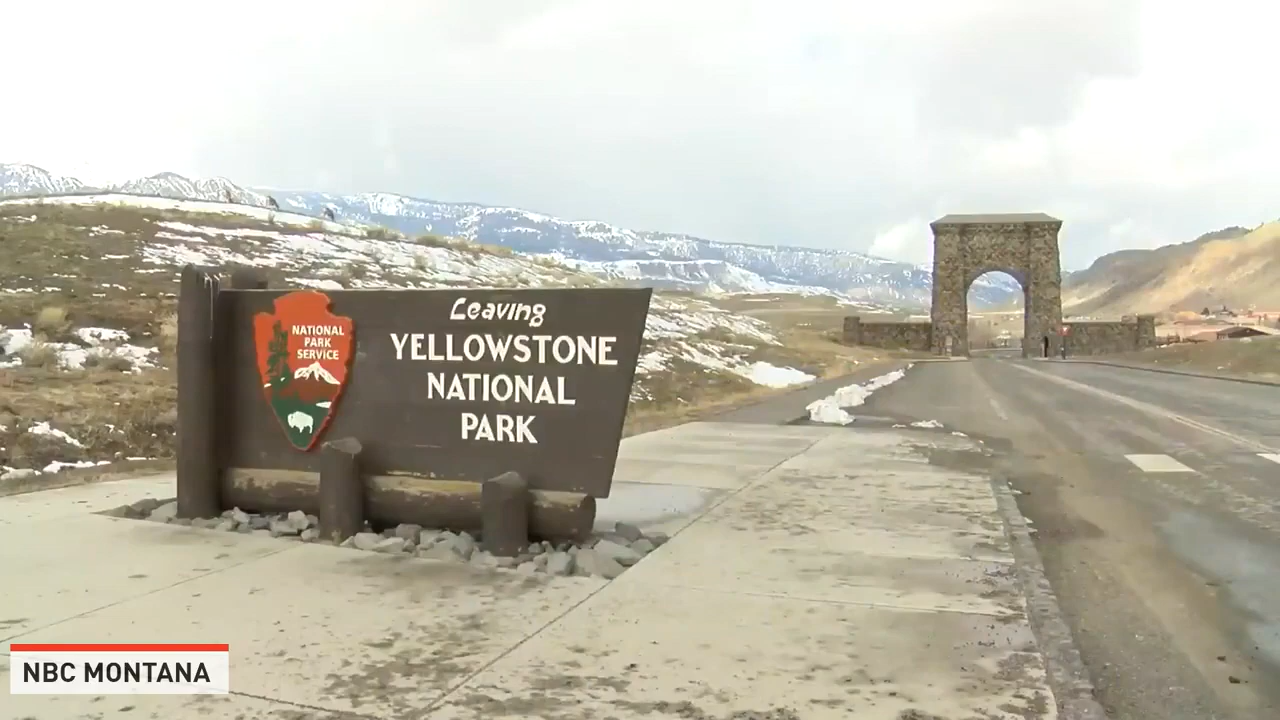 Leaving
YELLOWSTONE
NATIONAL
PARK
NATIONAL
PARK
SERVICE
NBC MONTANA